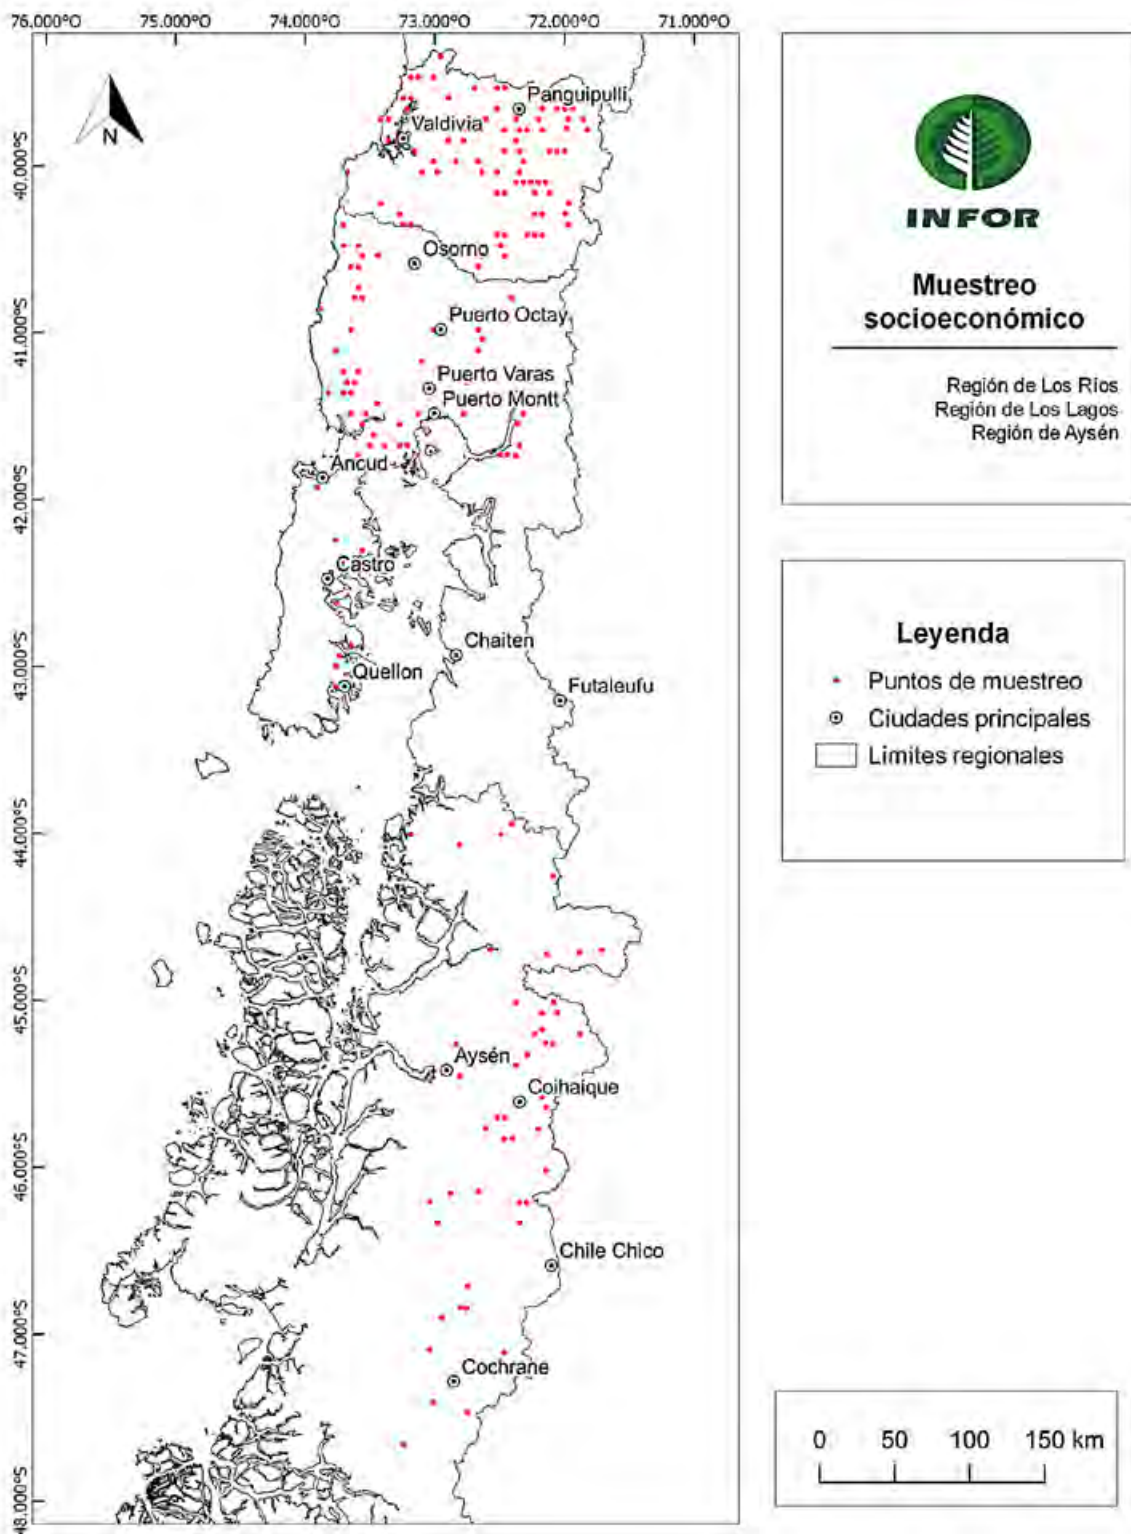 76.000°O 75.000°O 74.000°O 73.000°O 72.000°O 71.000°O
N
40.000°S
41.000°S
42.000°S
43.000°S
44.000°S
45.000°S
46.000°S
47.000°S
48.000°S
Panguipulli
Valdivia
Osorno
Puerto Octay
Puerto Varas
Puerto Montt
Ancud
Castro
Chaiten
Quellon
Futaleufu
Aysén
Coihaique
Chile Chico
Cochrane
INFOR
Muestreo
socioeconómico
Región de Los Ríos
Región de Los Lagos
Región de Aysén
Leyenda
Puntos de muestreo
Ciudades principales
Limites regionales
0 50 100 150 km